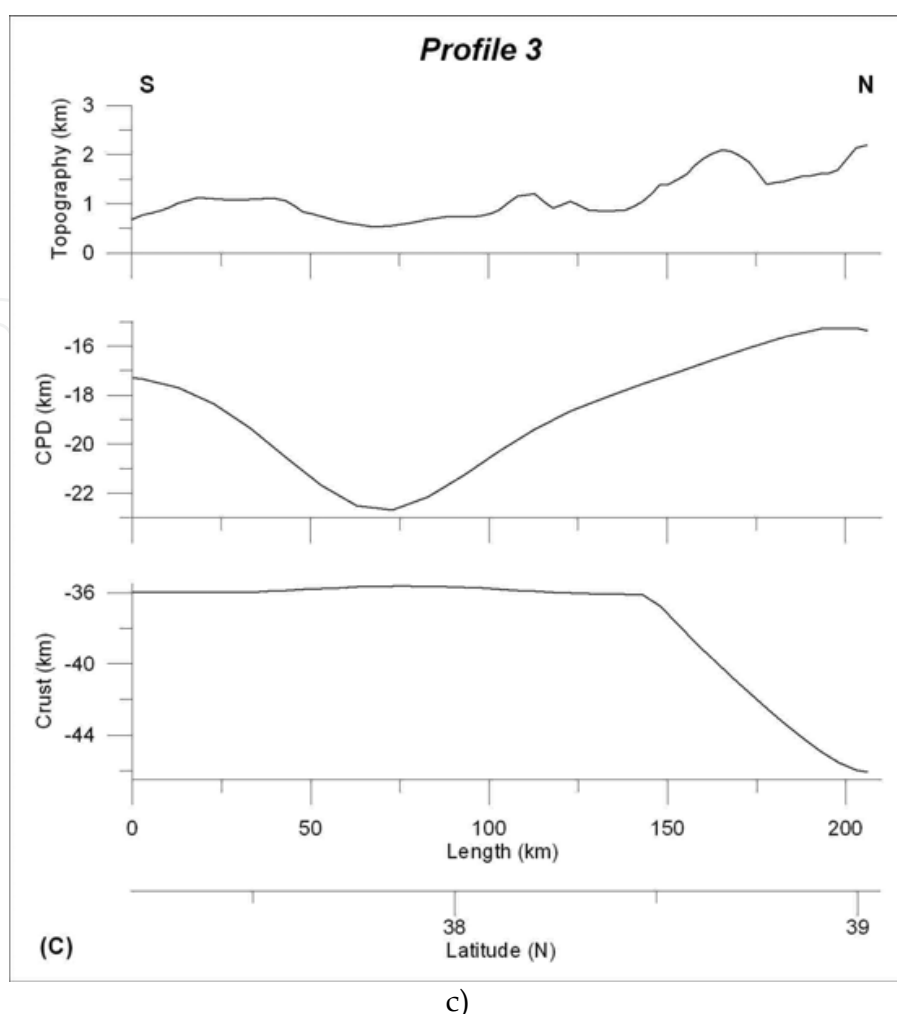 Profile 3
S N
3
2
1
0
Topography (km)
-16
-18
-20
-22
CPD (km)
-36
-40
-44
Crust (km)
0 50 100 150 200
Length (km)
38 39
Latitude (N)
(C)
c)